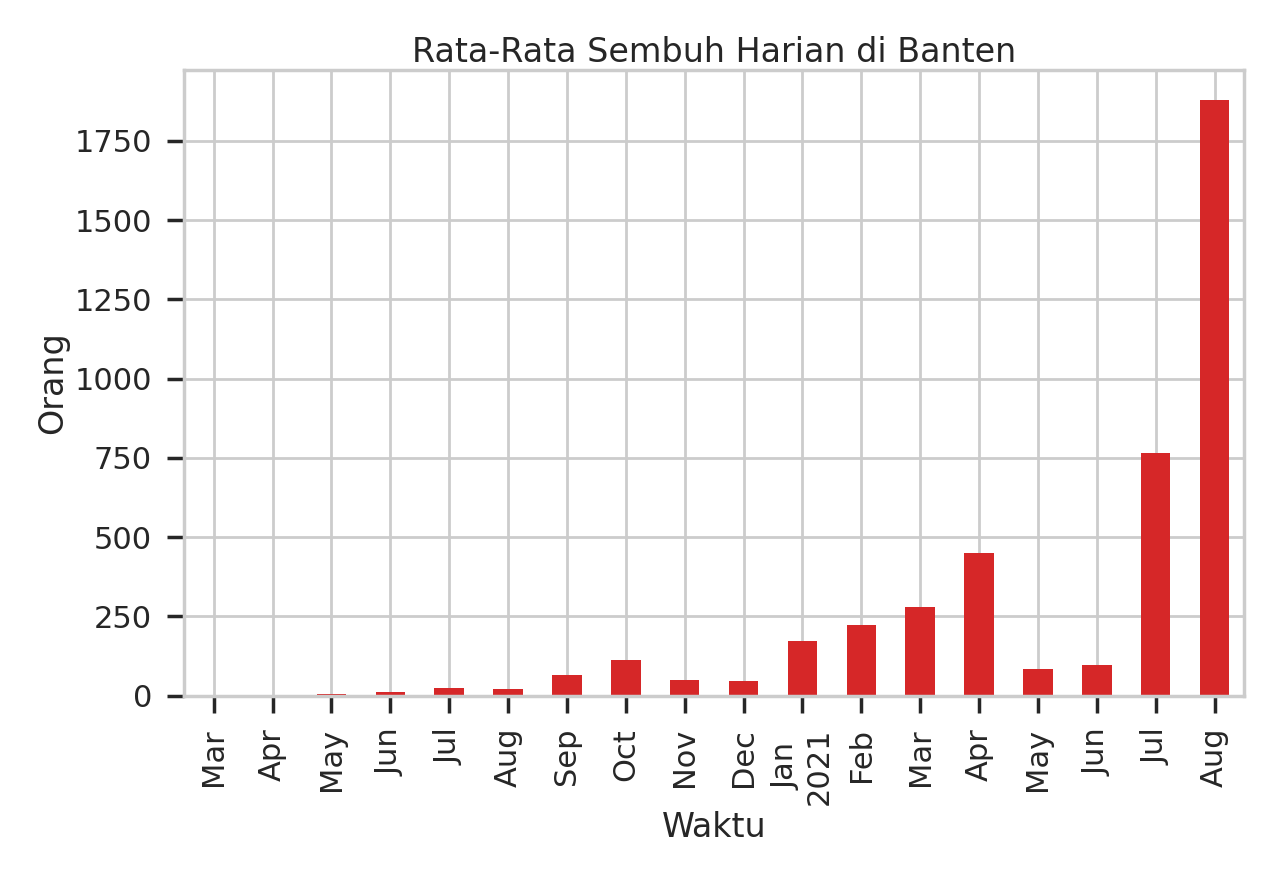 Rata-Rata Sembuh Harian di Banten
1750
1500
1250
1000
750
500
250
0
Orang
Mar
Apr
May
Jun
Jul
Aug
Sep
Oct
Nov
Dec
Jan
2021
Feb
Mar
Apr
May
Jun
Jul
Aug
Waktu